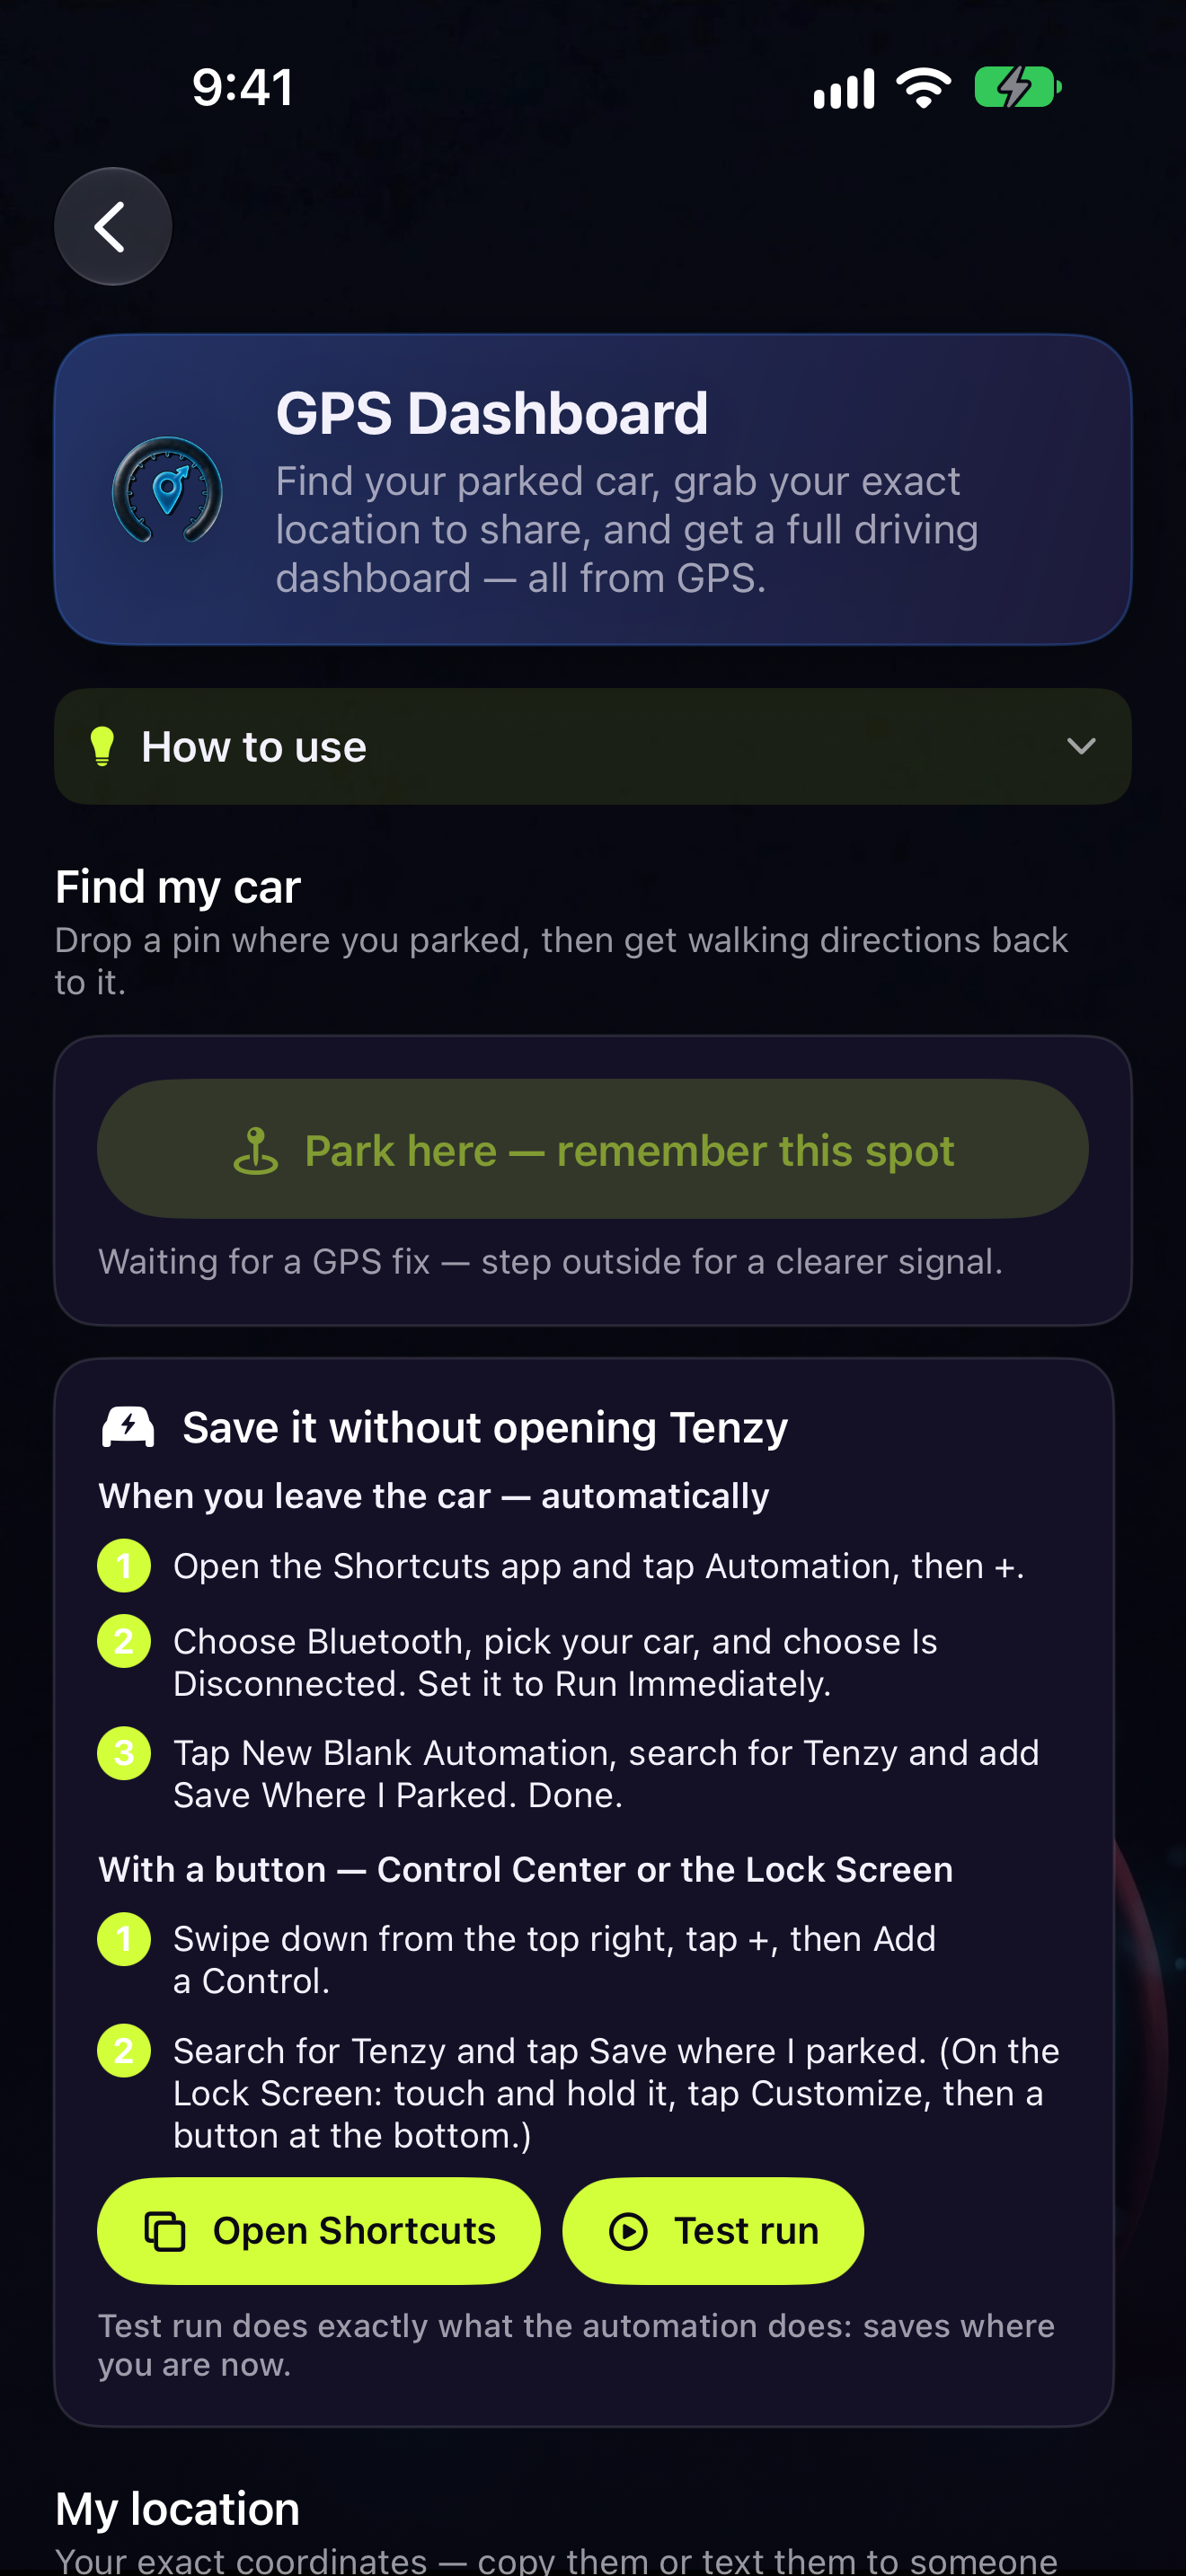 9:41
GPS Dashboard
Find your parked car, grab your exact
location to share, and get a full driving
dashboard — all from GPS.
How to use
Find my car
Drop a pin where you parked, then get walking directions back
to it.
Park here — remember this spot
Waiting for a GPS fix — step outside for a clearer signal.
Save it without opening Tenzy
When you leave the car — automatically
1 Open the Shortcuts app and tap Automation, then +.
2 Choose Bluetooth, pick your car, and choose Is
Disconnected. Set it to Run Immediately.
3 Tap New Blank Automation, search for Tenzy and add
Save Where I Parked. Done.
With a button — Control Center or the Lock Screen
1 Swipe down from the top right, tap +, then Add
a Control.
2 Search for Tenzy and tap Save where I parked. (On the
Lock Screen: touch and hold it, tap Customize, then a
button at the bottom.)
Open Shortcuts
Test run
Test run does exactly what the automation does: saves where
you are now.
My location
Your exact coordinates — copy them or text them to someone